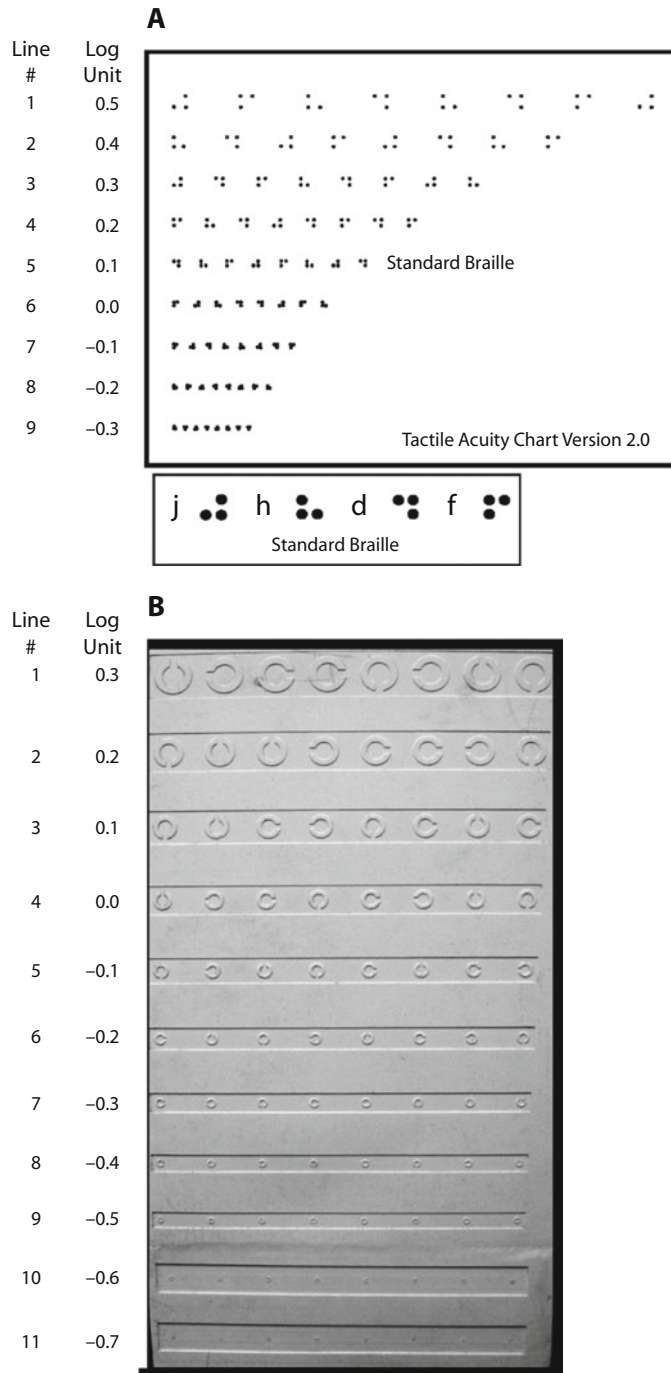 A
Line Log
# Unit
1 0.5
2 0.4
3 0.3
4 0.2
5 0.1 Standard Braille
6 0.0
7 –0.1
8 –0.2
9 –0.3
Tactile Acuity Chart Version 2.0
j h d f
Standard Braille
B
Line Log
# Unit
1 0.3
2 0.2
3 0.1
4 0.0
5 –0.1
6 –0.2
7 –0.3
8 –0.4
9 –0.5
10 –0.6
11 –0.7